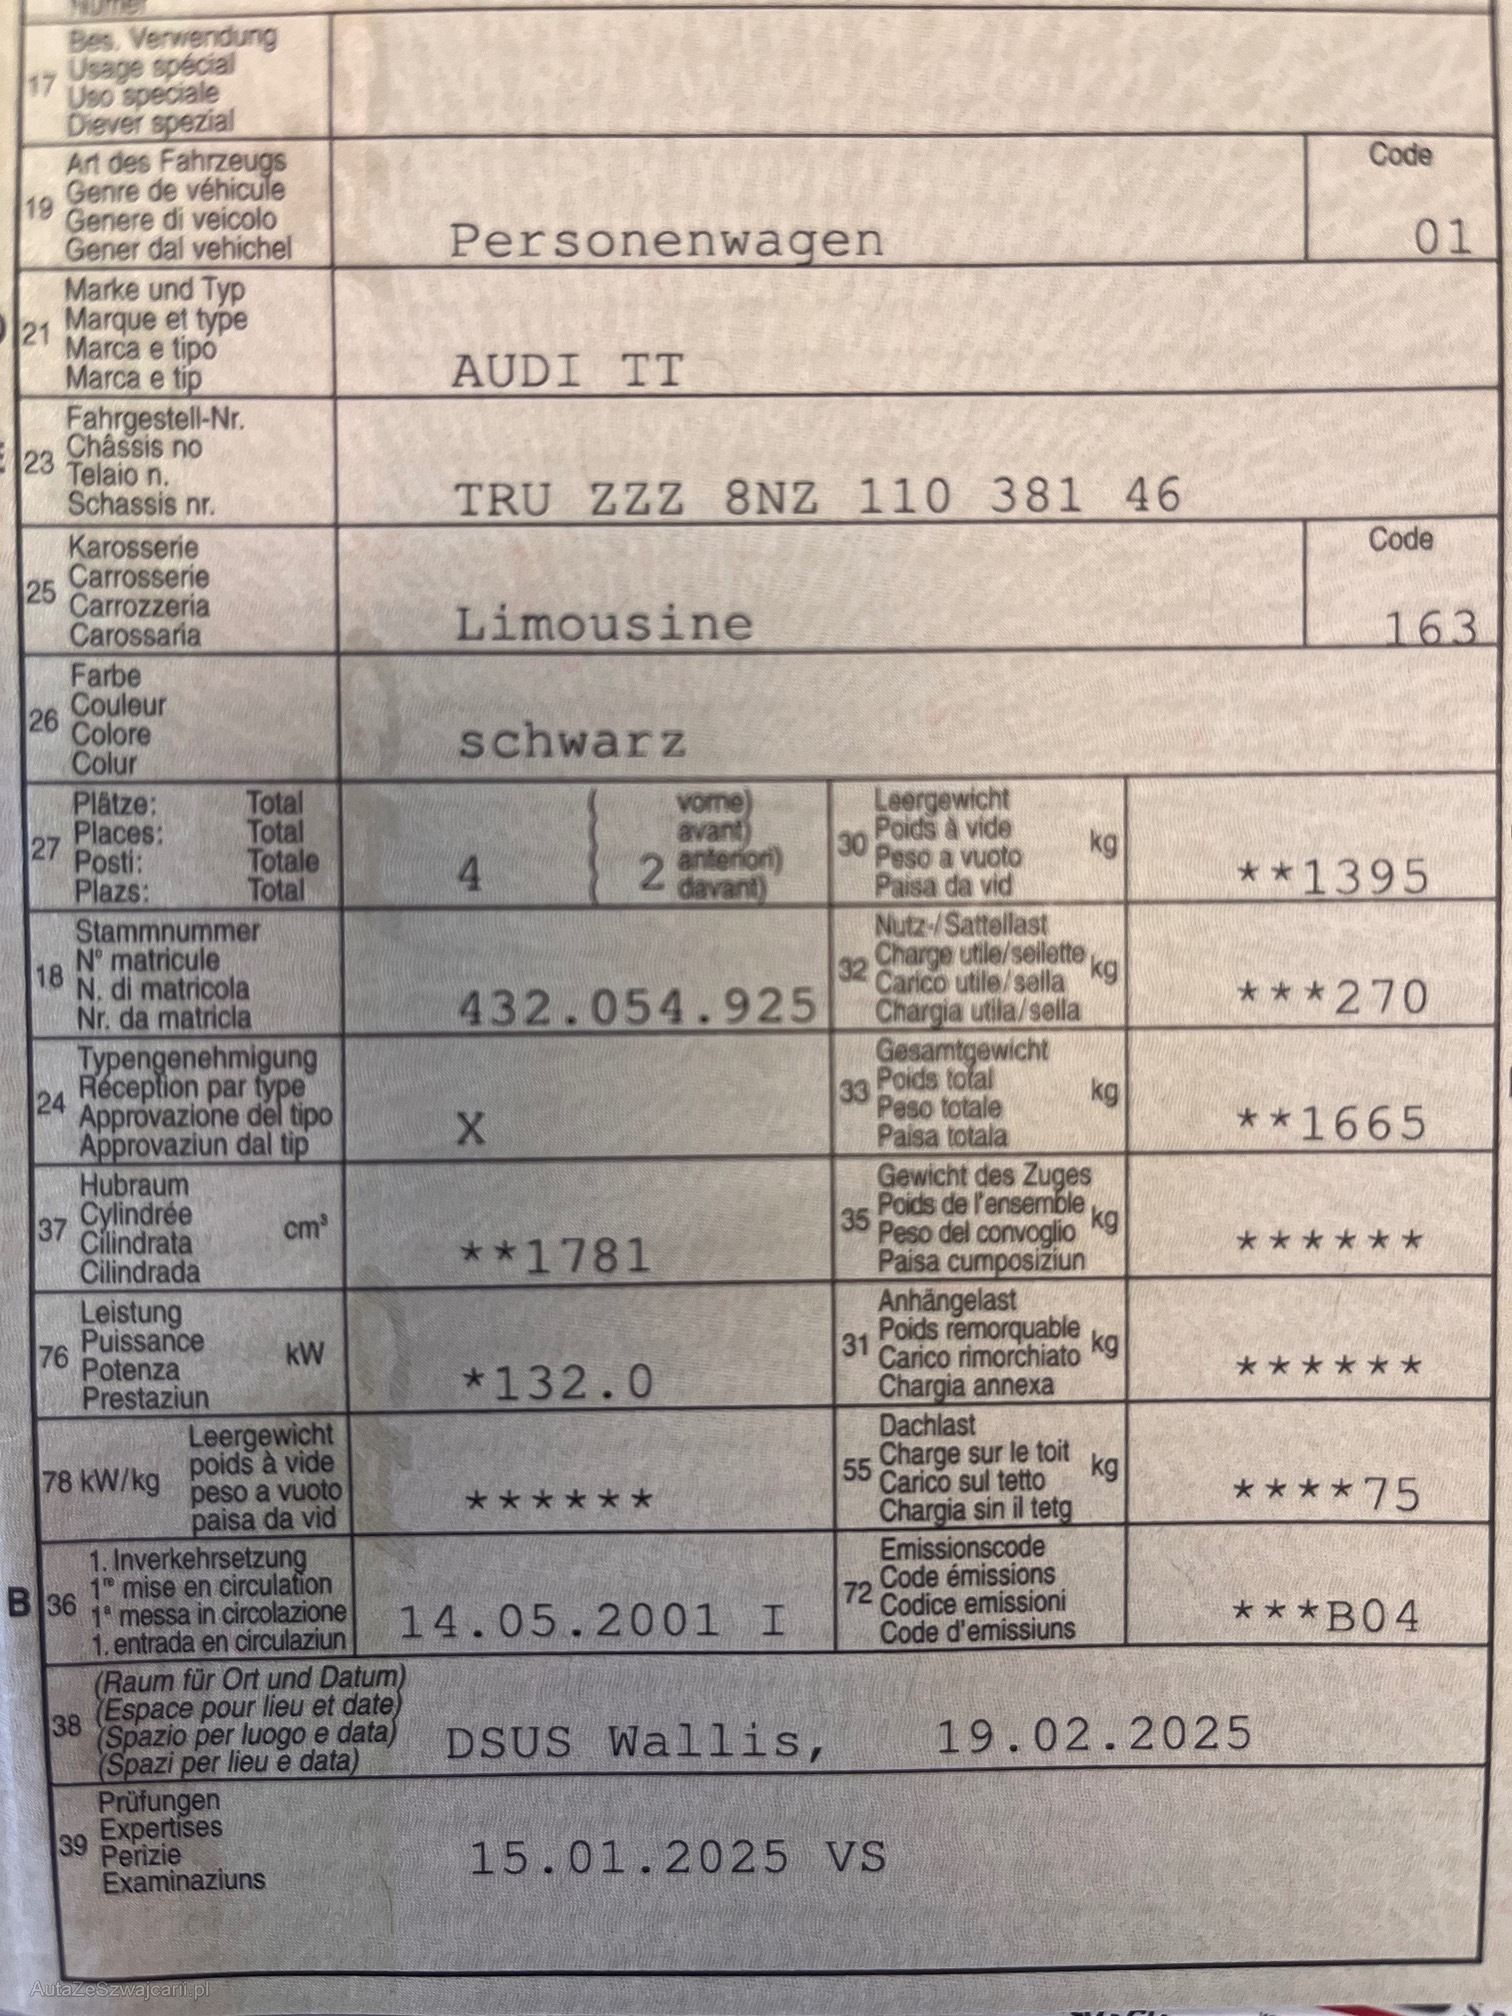 Numer
17
Bes. Verwendung
Usage spécial
Uso speciale
Diever spezial
19
Art des Fahrzeugs
Genre de véhicule
Genere di veicolo
Gener dal vehichel
Personenwagen
Code
01
21
Marke und Typ
Marque et type
Marca e tipo
Marca e tip
AUDI TT
23
Fahrgestell-Nr.
Châssis no
Telaio n.
Schassis nr.
TRU ZZZ 8NZ 110 381 46
25
Karosserie
Carrosserie
Carrozzeria
Carossaria
Limousine
Code
163
26
Farbe
Couleur
Colore
Colur
schwarz
27
Plätze: Total
Places: Total
Posti: Totale
Plazs: Total
4
2
vorne)
avant)
anteriori)
davant)
30
Leergewicht
Poids à vide
Peso a vuoto
Paisa da vid
kg
**1395
18
Stammnummer
N° matricule
N. di matricola
Nr. da matricla
432.054.925
32
Nutz-/Sattellast
Charge utile/sellette
Carico utile/sella
Chargia utila/sella
kg
***270
24
Typengenehmigung
Réception par type
Approvazione del tipo
Approvaziun dal tip
X
33
Gesamtgewicht
Poids total
Peso totale
Paisa totala
kg
**1665
37
Hubraum
Cylindrée
Cilindrata
Cilindrada
cm³
**1781
35
Gewicht des Zuges
Poids de l'ensemble
Peso del convoglio
Paisa cumposiziun
kg
******
76
Leistung
Puissance
Potenza
Prestaziun
kW
*132.0
31
Anhängelast
Poids remorquable
Carico rimorchiato
Chargia annexa
kg
******
78 kW/kg
Leergewicht
poids à vide
peso a vuoto
paisa da vid
******
55
Dachlast
Charge sur le toit
Carico sul tetto
Chargia sin il tetg
kg
****75
B
36
1. Inverkehrsetzung
1re mise en circulation
1a messa in circolazione
1. entrada en circulaziun
14.05.2001 I
72
Emissionscode
Code émissions
Codice emissioni
Code d'emissiuns
***B04
38
(Raum für Ort und Datum)
(Espace pour lieu et date)
(Spazio per luogo e data)
(Spazi per lieu e data)
DSUS Wallis, 19.02.2025
39
Prüfungen
Expertises
Perizie
Examinaziuns
15.01.2025 VS
AutaZeSzwajcarii.pl